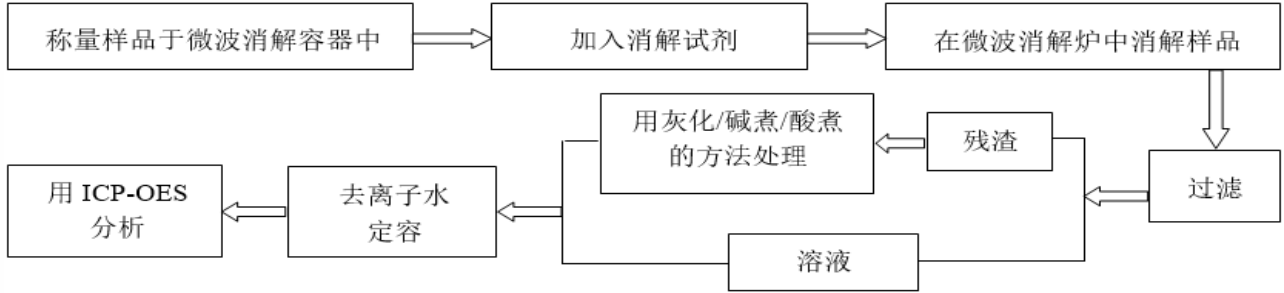 称量样品于微波消解容器中
加入消解试剂
在微波消解炉中消解样品
过滤
残渣
用灰化/碱煮/酸煮
的方法处理
溶液
去离子水
定容
用 ICP-OES
分析